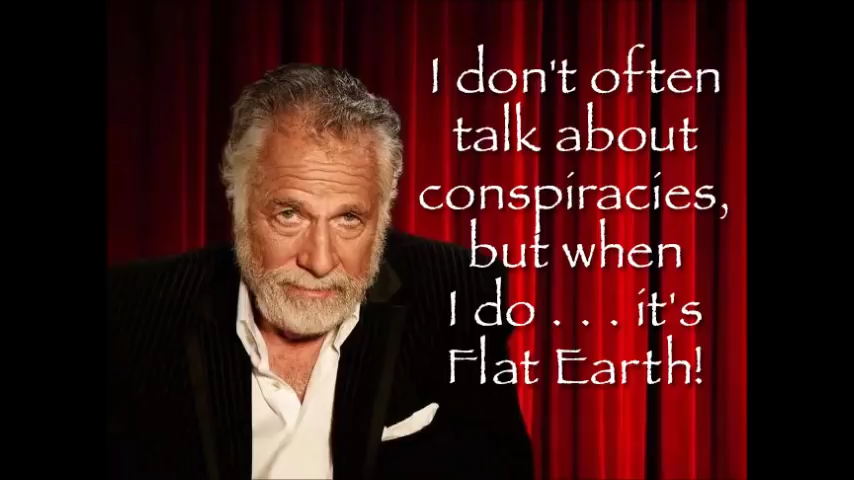 I don't often
talk about
conspiracies,
but when
I do . . . it's
Flat Earth!